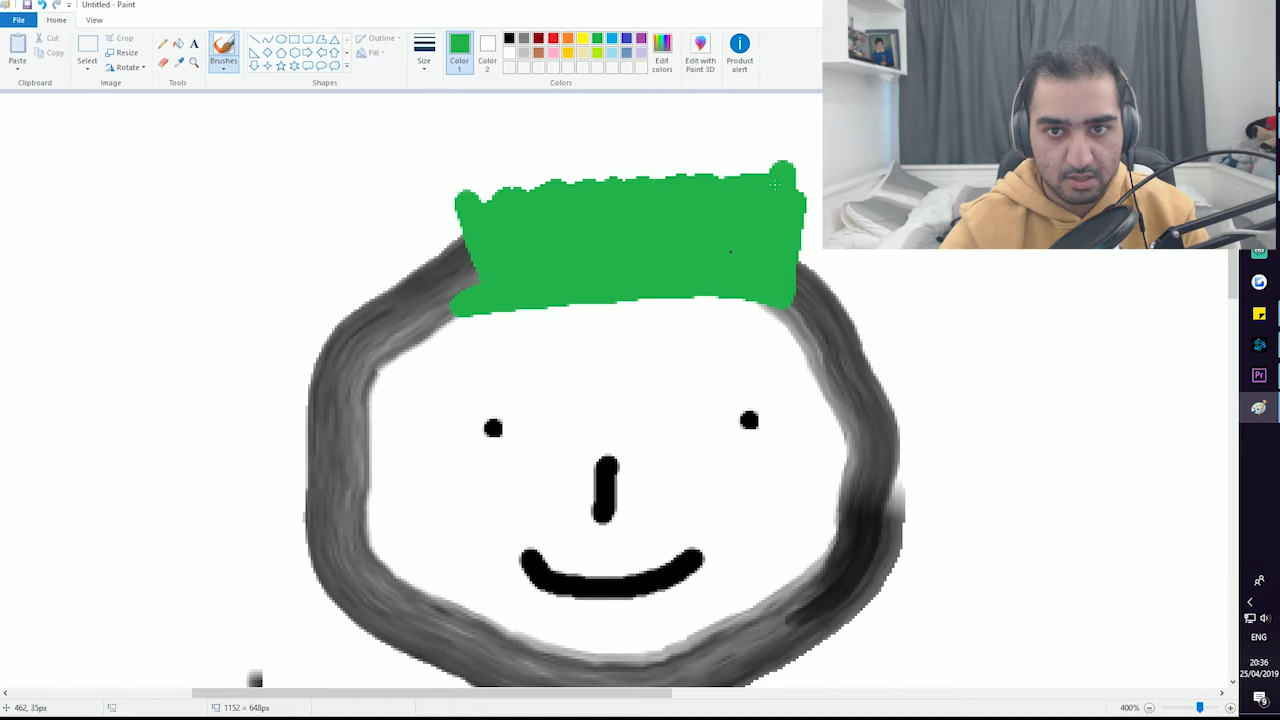 Untitled - Paint
File Home View
Paste
Cut
Copy
Clipboard
Select
Crop
Resize
Rotate
Image
A
Tools
Brushes
Outline
Fill
Shapes
Size
Color
1
Color
2
Colors
Edit
colors
Edit with
Paint 3D
Product
alert
Pr
ENG
20:36
25/04/2019
9
462, 35px
1152 × 648px
400%